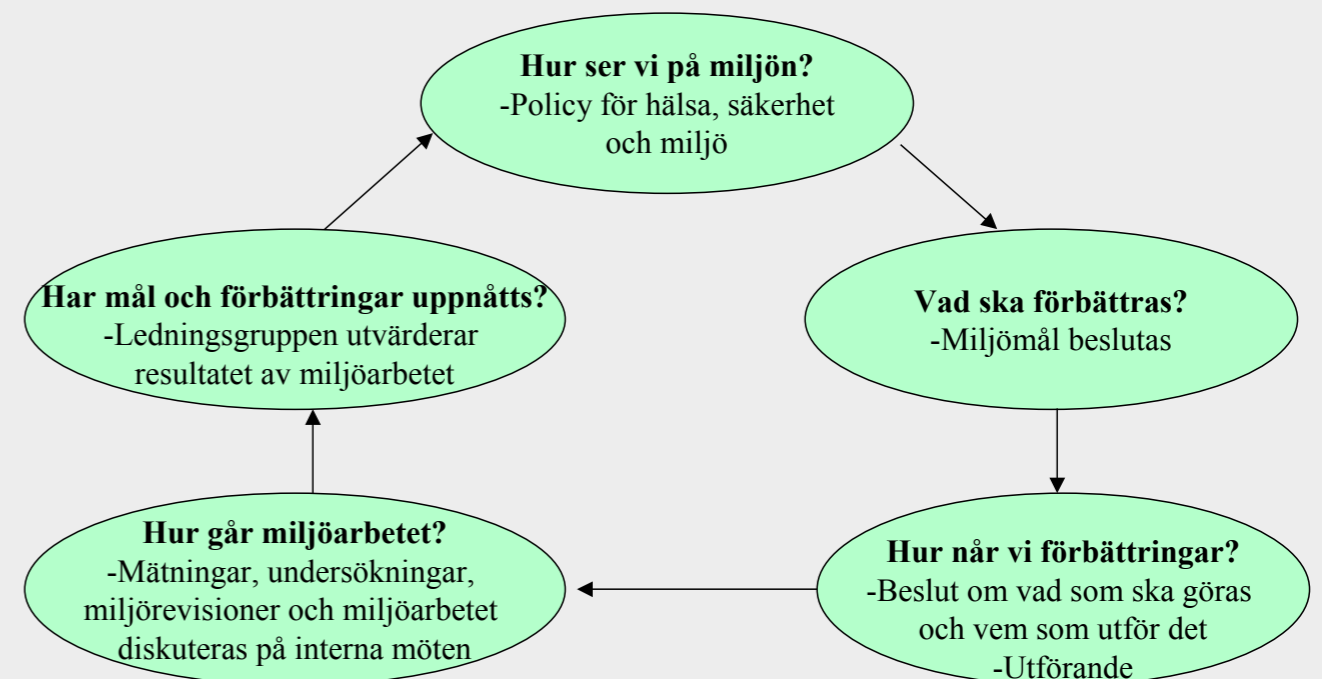 Hur ser vi på miljön?
-Policy för hälsa, säkerhet
och miljö
Vad ska förbättras?
-Miljömål beslutas
Hur når vi förbättringar?
-Beslut om vad som ska göras
och vem som utför det
-Utförande
Hur går miljöarbetet?
-Mätningar, undersökningar,
miljörevisioner och miljöarbetet
diskuteras på interna möten
Har mål och förbättringar uppnåtts?
-Ledningsgruppen utvärderar
resultatet av miljöarbetet